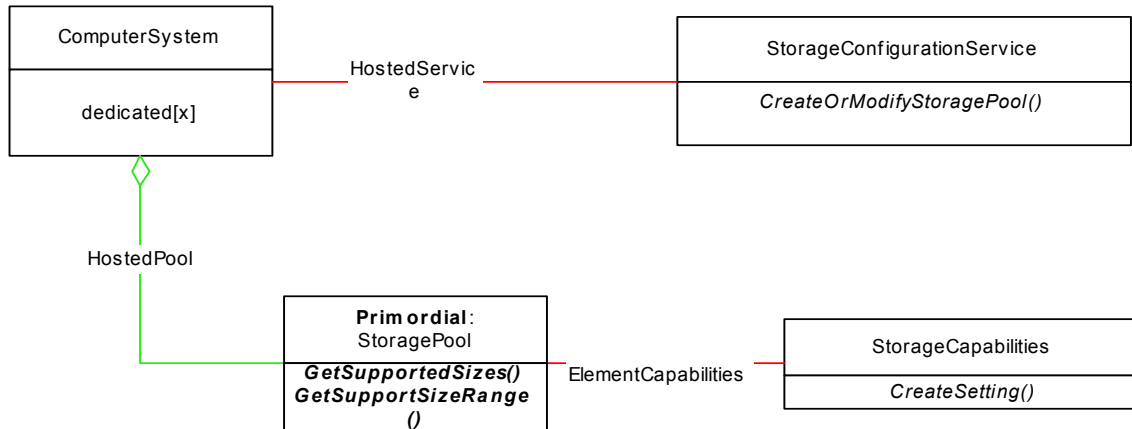 ComputerSystem
dedicated[x]
HostedServic
e
StorageConfigurationService
CreateOrModifyStoragePool()
HostedPool
Primordial:
StoragePool
GetSupportedSizes()
GetSupportSizeRange
()
ElementCapabilities
StorageCapabilities
CreateSetting()